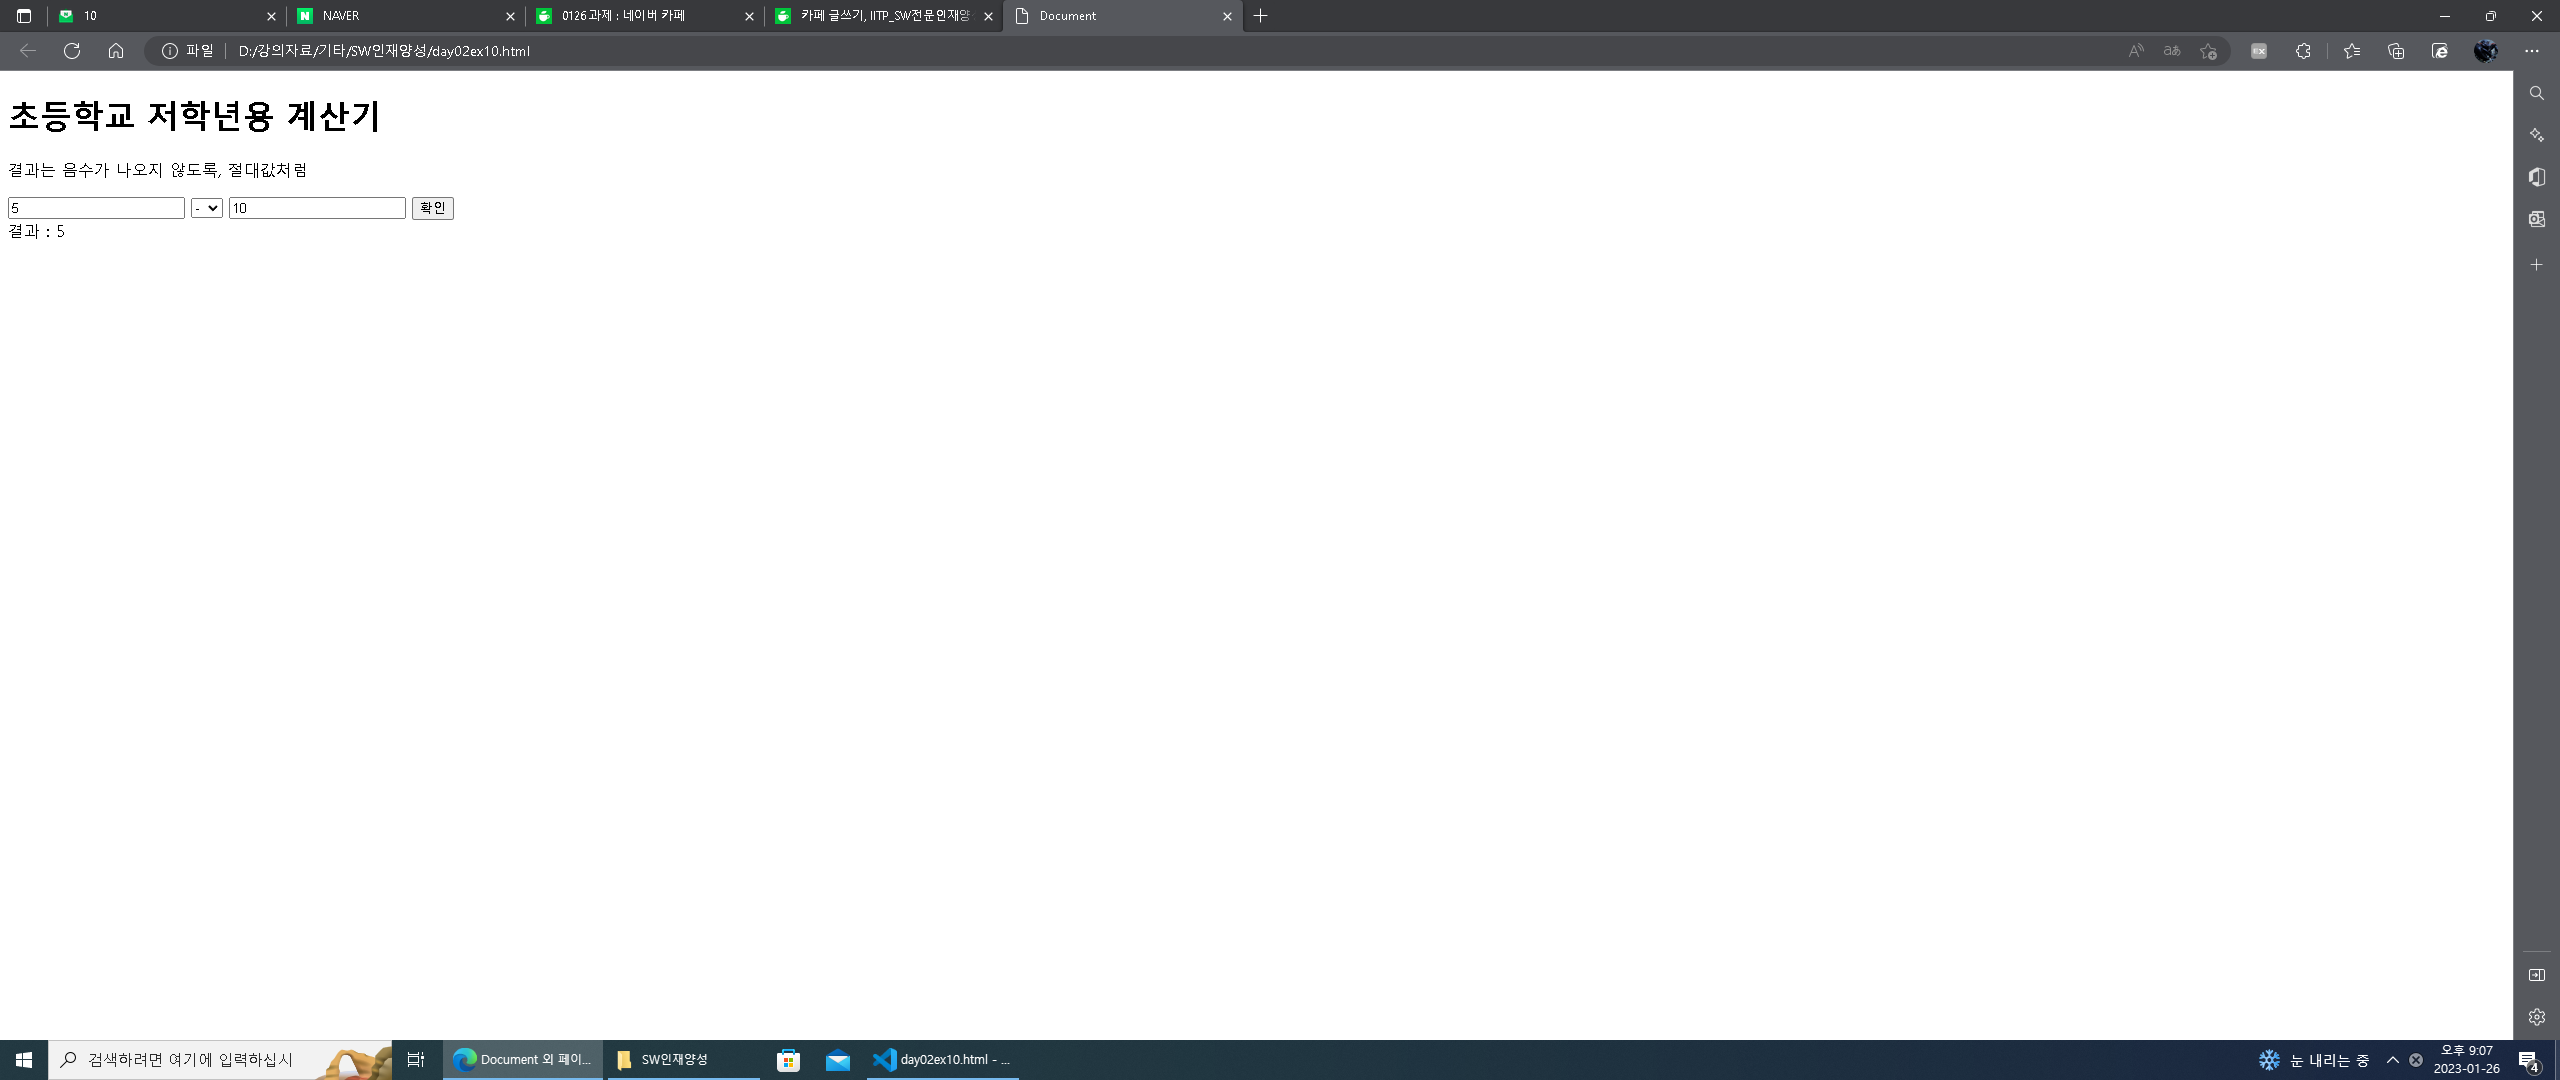 10
NAVER
0126 과제 : 네이버 카페
카페 글쓰기, IITP_SW전문인재양
Document
파일
D:/강의자료/기타/SW인재양성/day02ex10.html
초등학교 저학년용 계산기
결과는 음수가 나오지 않도록, 절대값처럼
5 - 10 확인
결과 : 5
검색하려면 여기에 입력하십시
Document 외 페이...
SW인재양성
day02ex10.html - ...
눈 내리는 중
오후 9:07
2023-01-26
4